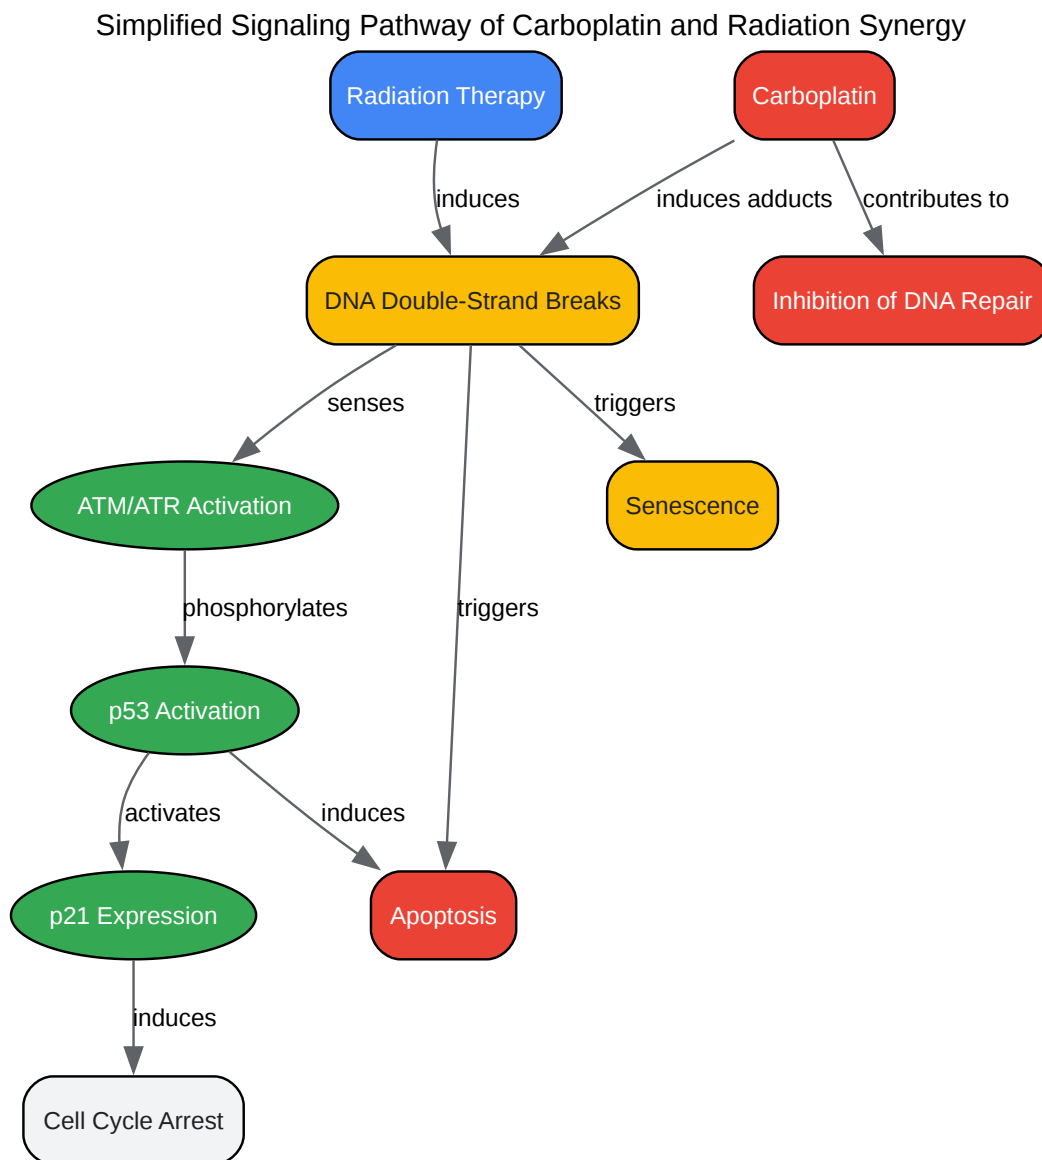 Simplified Signaling Pathway of Carboplatin and Radiation Synergy
Radiation Therapy
Carboplatin
induces
induces adducts
contributes to
DNA Double-Strand Breaks
Inhibition of DNA Repair
senses
triggers
ATM/ATR Activation
Senescence
phosphorylates
triggers
p53 Activation
activates
induces
p21 Expression
Apoptosis
induces
Cell Cycle Arrest